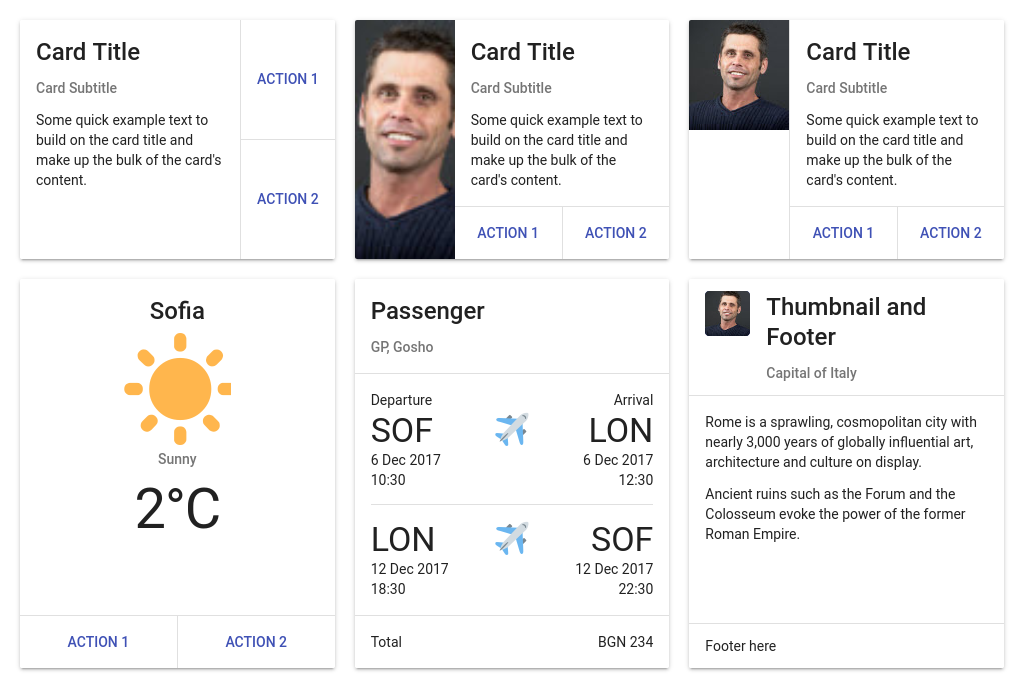 Card Title
Card Subtitle
Some quick example text to
build on the card title and
make up the bulk of the card's
content.
ACTION 1
ACTION 2
Card Title
Card Subtitle
Some quick example text to
build on the card title and
make up the bulk of the
card's content.
ACTION 1
ACTION 2
Card Title
Card Subtitle
Some quick example text to
build on the card title and
make up the bulk of the
card's content.
ACTION 1
ACTION 2
Sofia
Sunny
2°C
ACTION 1
ACTION 2
Passenger
GP, Gosho
Departure
Arrival
SOF
LON
6 Dec 2017
6 Dec 2017
10:30
12:30
LON
SOF
12 Dec 2017
12 Dec 2017
18:30
22:30
Total
BGN 234
Thumbnail and
Footer
Capital of Italy
Rome is a sprawling, cosmopolitan city with
nearly 3,000 years of globally influential art,
architecture and culture on display.
Ancient ruins such as the Forum and the
Colosseum evoke the power of the former
Roman Empire.
Footer here